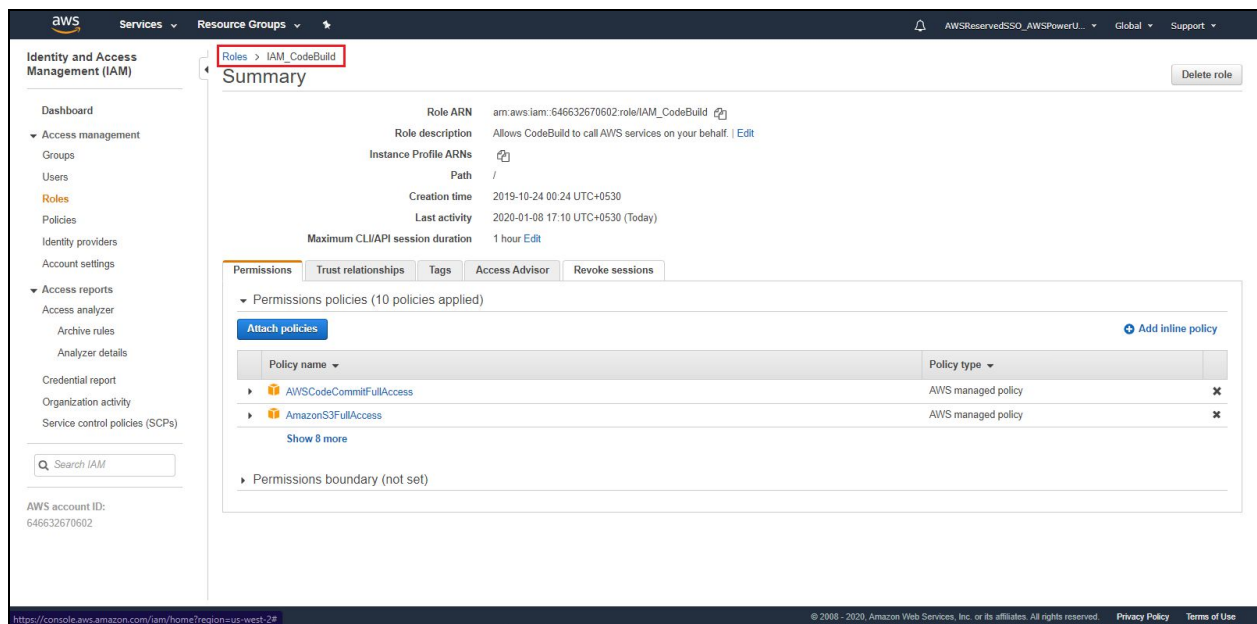 aws Services Resource Groups AWSReservedSSO_AWSPowerU... Global Support
Identity and Access
Management (IAM)
Dashboard
Access management
Groups
Users
Roles
Policies
Identity providers
Account settings
Access reports
Access analyzer
Archive rules
Analyzer details
Credential report
Organization activity
Service control policies (SCPs)
Search IAM
AWS account ID:
646632670602
Roles > IAM_CodeBuild
Summary
Delete role
Role ARN arn:aws:iam::646632670602:role/IAM_CodeBuild
Role description Allows CodeBuild to call AWS services on your behalf. | Edit
Instance Profile ARNs
Path /
Creation time 2019-10-24 00:24 UTC+0530
Last activity 2020-01-08 17:10 UTC+0530 (Today)
Maximum CLI/API session duration 1 hour Edit
Permissions Trust relationships Tags Access Advisor Revoke sessions
Permissions policies (10 policies applied)
Attach policies Add inline policy
Policy name Policy type
AWSCodeCommitFullAccess AWS managed policy
AmazonS3FullAccess AWS managed policy
Show 8 more
Permissions boundary (not set)
https://console.aws.amazon.com/iam/home?region=us-west-2# © 2008 - 2020, Amazon Web Services, Inc. or its affiliates. All rights reserved. Privacy Policy Terms of Use